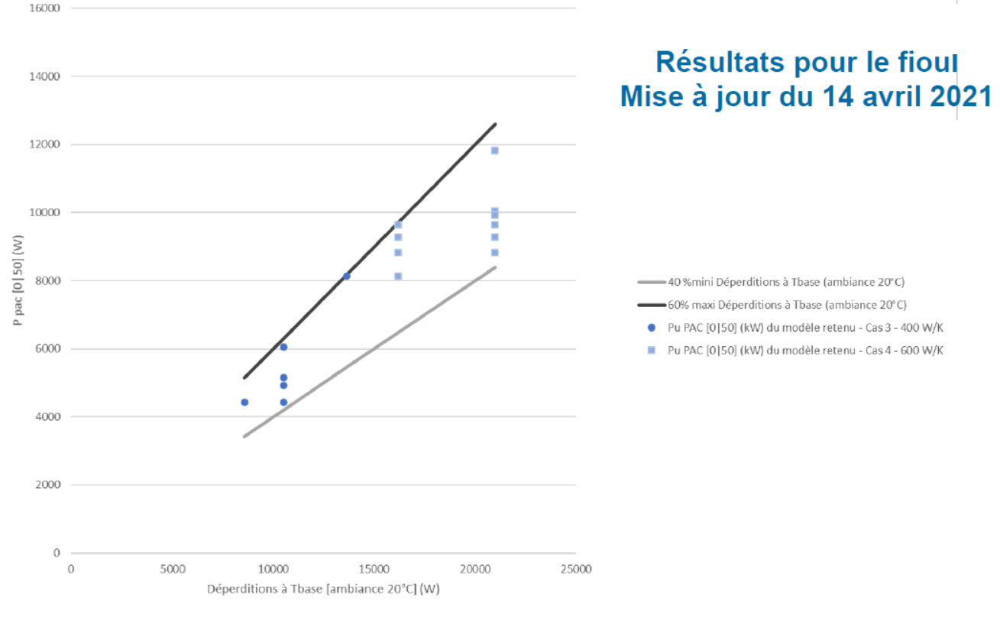 Résultats pour le fioul
Mise à jour du 14 avril 2021
16000
14000
12000
10000
8000
6000
4000
2000
0
P pac [0|50] (W)
0 5000 10000 15000 20000 25000
Déperditions à Tbase [ambiance 20°C] (W)
40 %mini Déperditions à Tbase (ambiance 20°C)
60% maxi Déperditions à Tbase (ambiance 20°C)
Pu PAC [0|50] (kW) du modèle retenu - Cas 3 - 400 W/K
Pu PAC [0|50] (kW) du modèle retenu - Cas 4 - 600 W/K